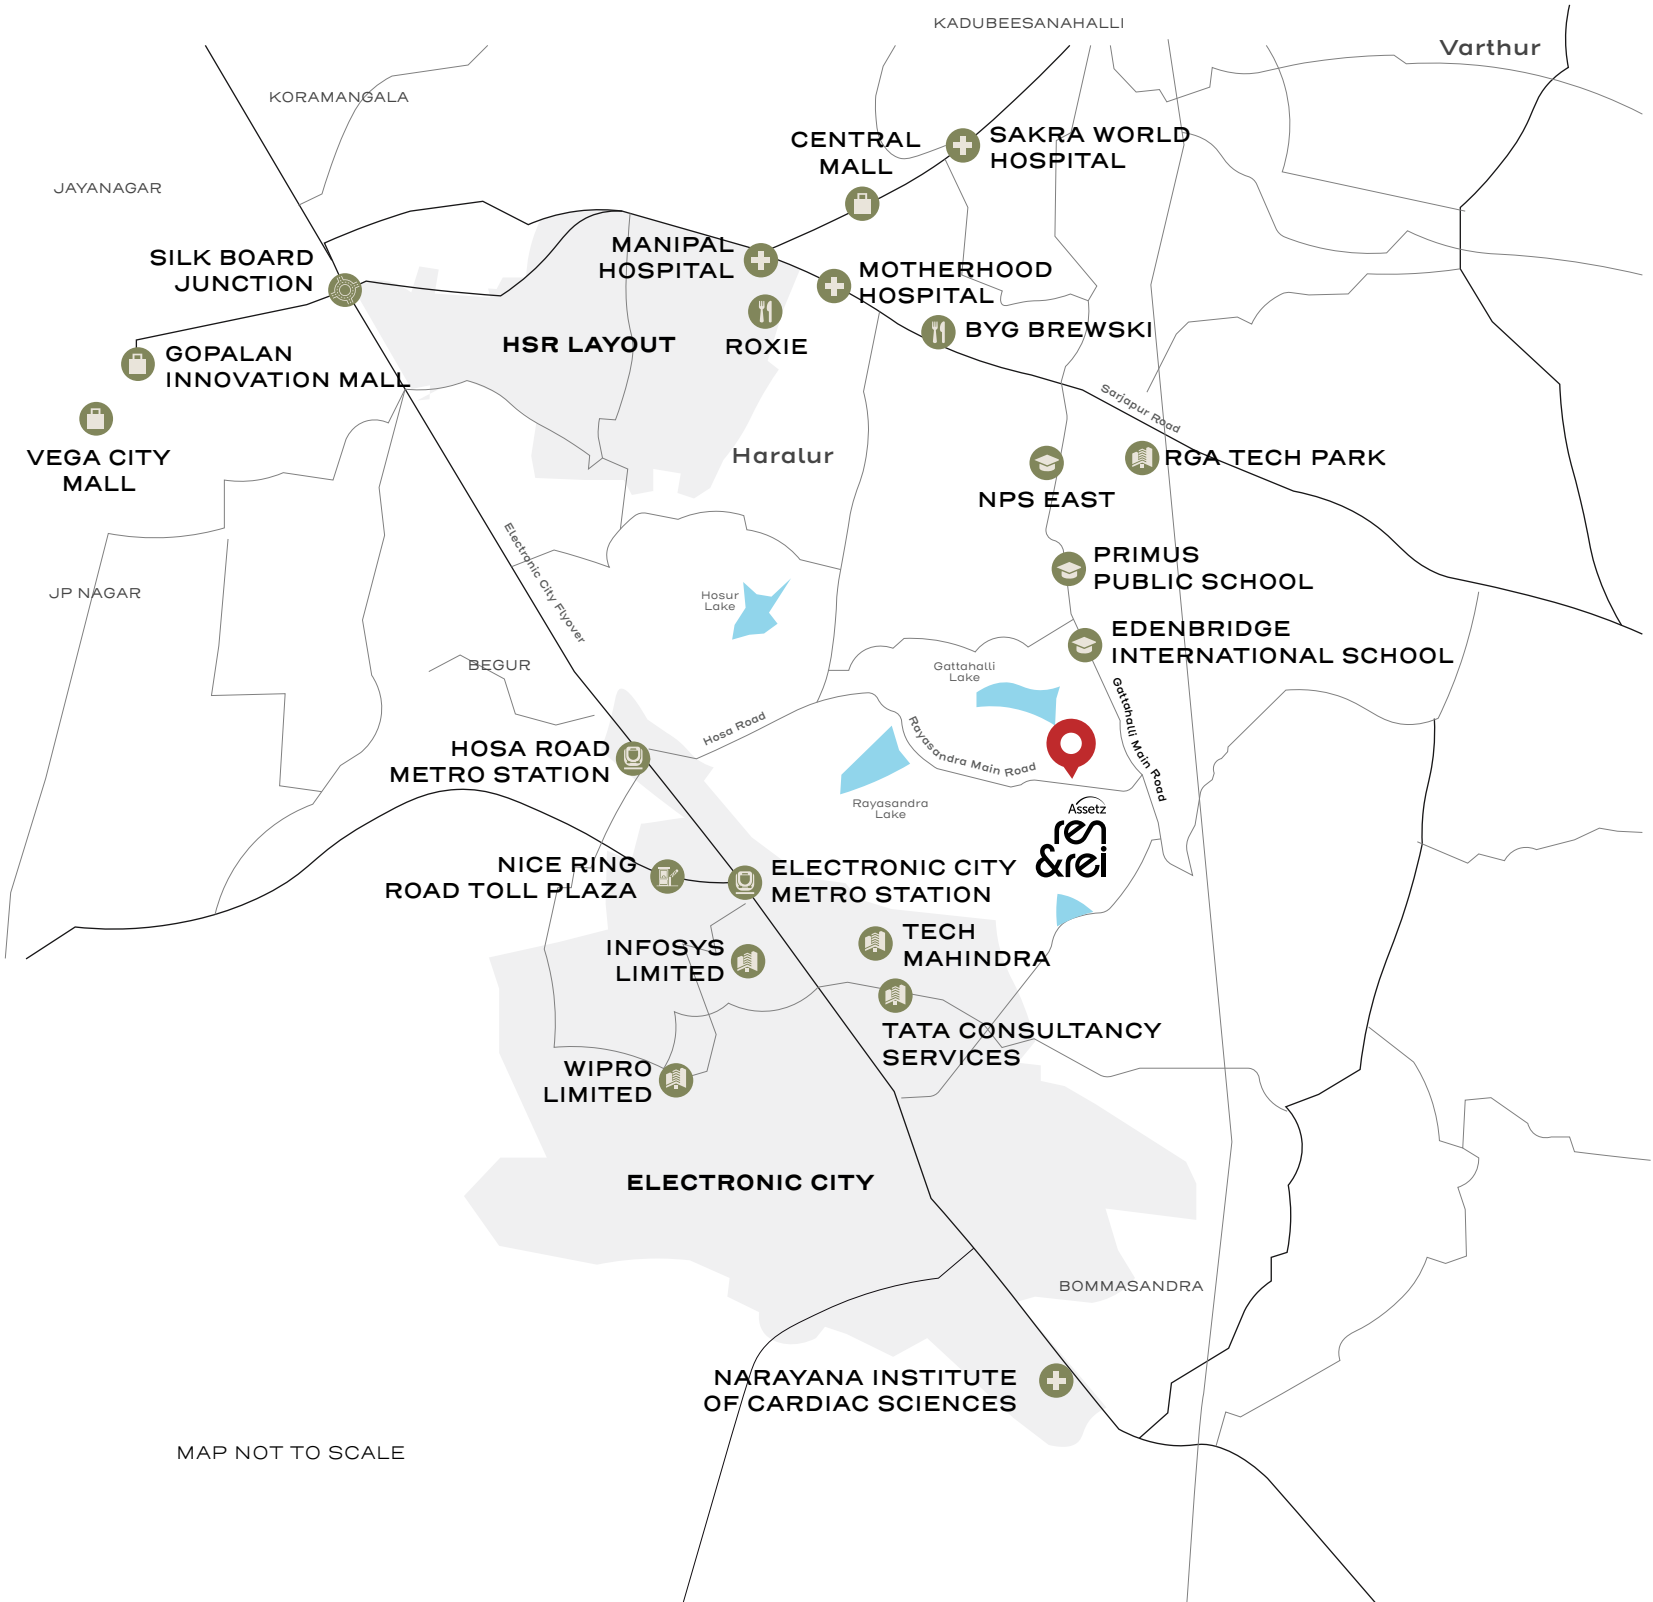 KADUBEESANAHALLI
Varthur
KORAMANGALA
CENTRAL
MALL
SAKRA WORLD
HOSPITAL
JAYANAGAR
SILK BOARD
JUNCTION
MANIPAL
HOSPITAL
MOTHERHOOD
HOSPITAL
BYG BREWSKI
HSR LAYOUT
ROXIE
GOPALAN
INNOVATION MALL
Sarjapur Road
VEGA CITY
MALL
Haralur
RGA TECH PARK
NPS EAST
Electronic City Flyover
PRIMUS
PUBLIC SCHOOL
JP NAGAR
Hosur
Lake
EDENBRIDGE
INTERNATIONAL SCHOOL
BEGUR
Gattahalli
Lake
Gattahalli Main Road
Hosa Road
Rayasandra Main Road
HOSA ROAD
METRO STATION
Rayasandra
Lake
Assetz
ren
&rei
NICE RING
ROAD TOLL PLAZA
ELECTRONIC CITY
METRO STATION
INFOSYS
LIMITED
TECH
MAHINDRA
TATA CONSULTANCY
SERVICES
WIPRO
LIMITED
ELECTRONIC CITY
BOMMASANDRA
NARAYANA INSTITUTE
OF CARDIAC SCIENCES
MAP NOT TO SCALE